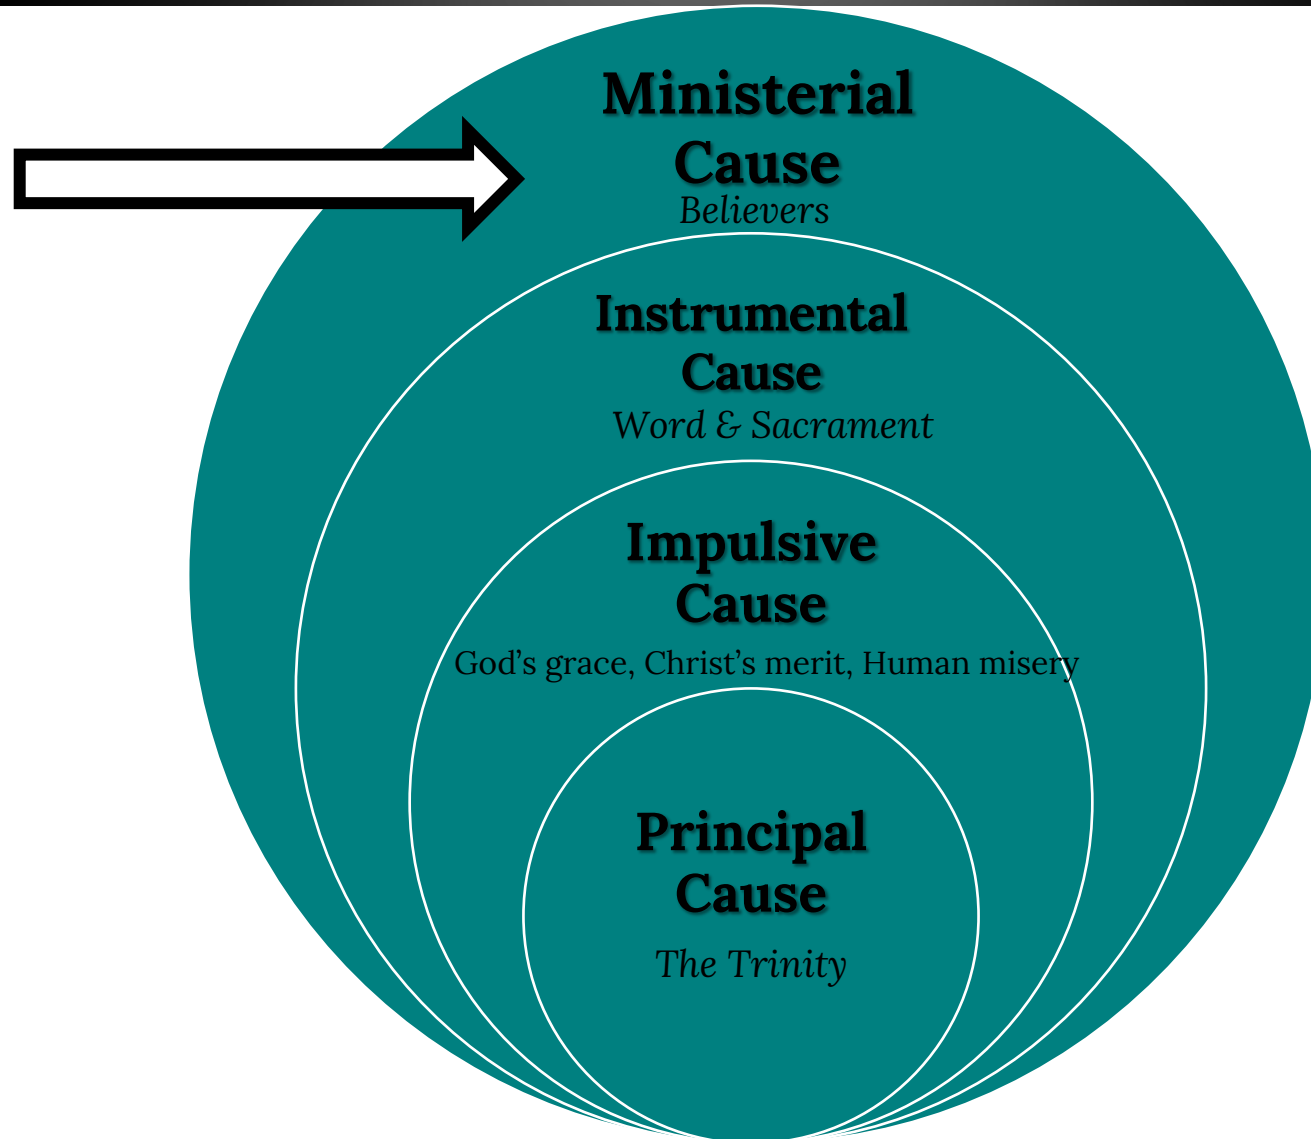 Ministerial
Cause
Believers
Instrumental
Cause
Word & Sacrament
Impulsive
Cause
God’s grace, Christ’s merit, Human misery
Principal
Cause
The Trinity